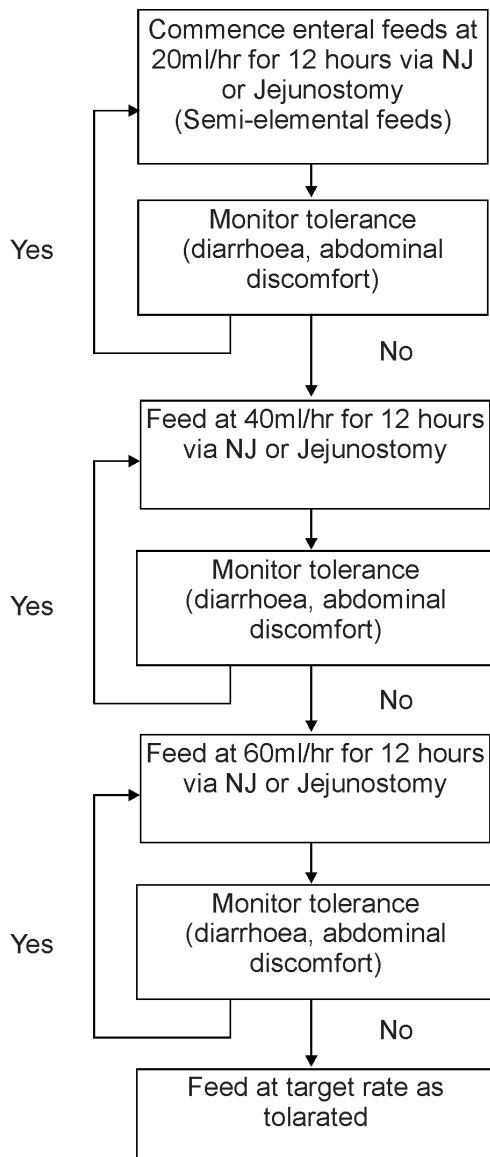 Commence enteral feeds at
20ml/hr for 12 hours via NJ
or Jejunostomy
(Semi-elemental feeds)
Yes
Monitor tolerance
(diarrhoea, abdominal
discomfort)
No
Feed at 40ml/hr for 12 hours
via NJ or Jejunostomy
Yes
Monitor tolerance
(diarrhoea, abdominal
discomfort)
No
Feed at 60ml/hr for 12 hours
via NJ or Jejunostomy
Yes
Monitor tolerance
(diarrhoea, abdominal
discomfort)
No
Feed at target rate as
tolarated